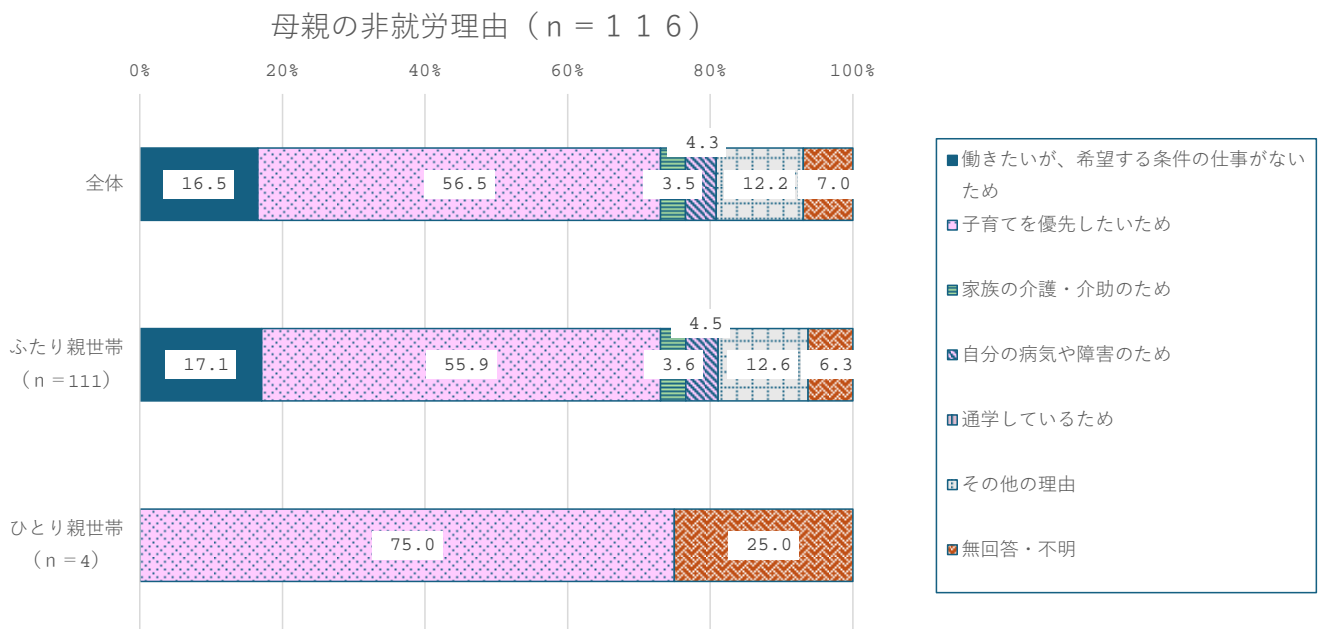 母親の非就労理由（ｎ＝１１６）
0% 20% 40% 60% 80% 100%
4.3
全体 16.5 56.5 3.5 12.2 7.0
4.5
ふたり親世帯
（ｎ＝111） 17.1 55.9 3.6 12.6 6.3
ひとり親世帯
（ｎ＝4） 75.0 25.0
働きたいが、希望する条件の仕事がない
ため
子育てを優先したいため
家族の介護・介助のため
自分の病気や障害のため
通学しているため
その他の理由
無回答・不明